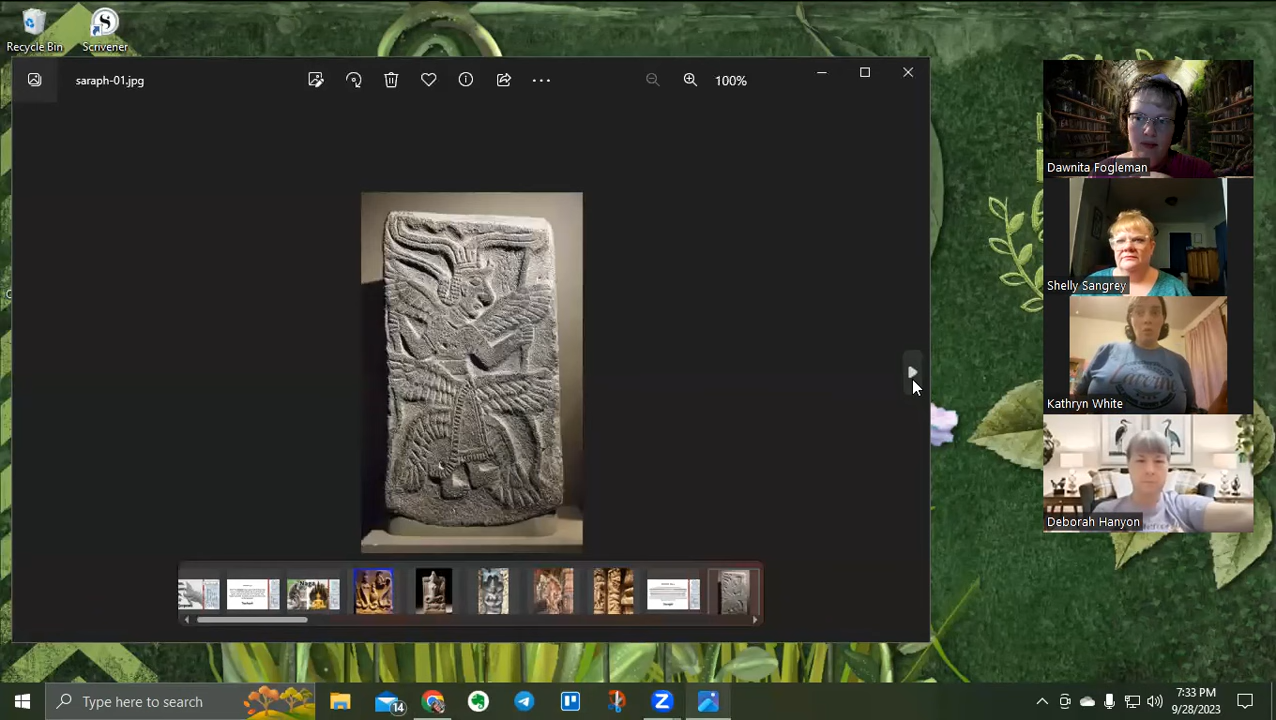 Recycle Bin
Scrivener
saraph-01.jpg
100%
Dawnita Fogleman
Shelly Sangrey
Kathryn White
Deborah Hanyon
Naga
14
Type here to search
7:33 PM
9/28/2023